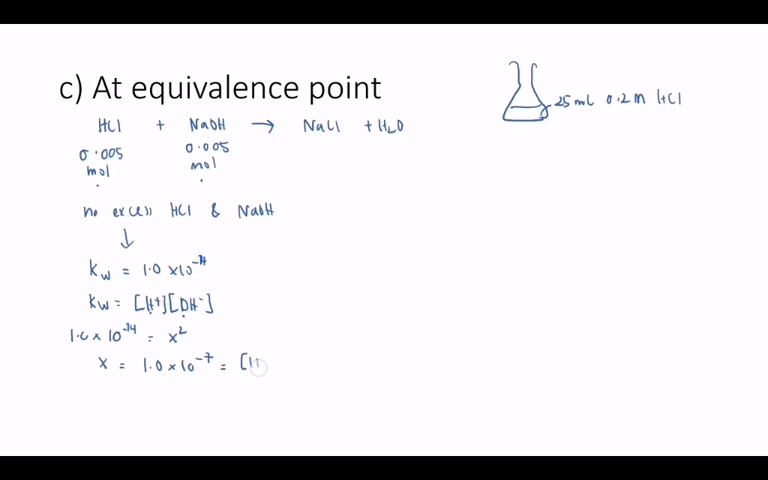 c) At equivalence point
25 mL 0.2 M HCl
HCl + NaOH → NaCl + H₂O
0.005 0.005
mol mol
no excess HCl & NaOH
↓
Kw = 1.0 × 10⁻¹⁴
Kw = [H⁺][OH⁻]
1.0 × 10⁻¹⁴ = x²
x = 1.0 × 10⁻⁷ = [H